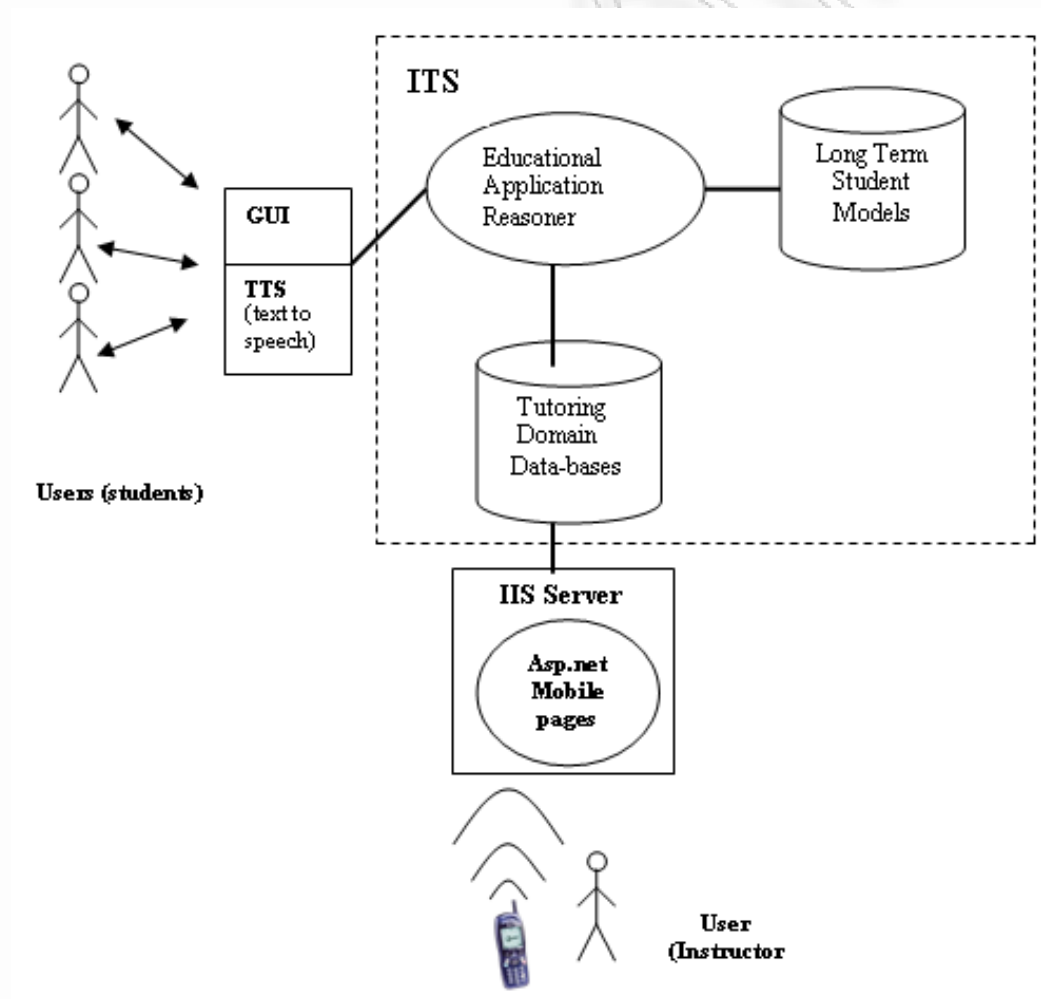 ITS
Educational
Application
Reasoner
Long Term
Student
Models
GUI
TTS
(text to
speech)
Tutoring
Domain
Data-bases
Users (students)
IIS Server
Asp.net
Mobile
pages
User
(Instructor